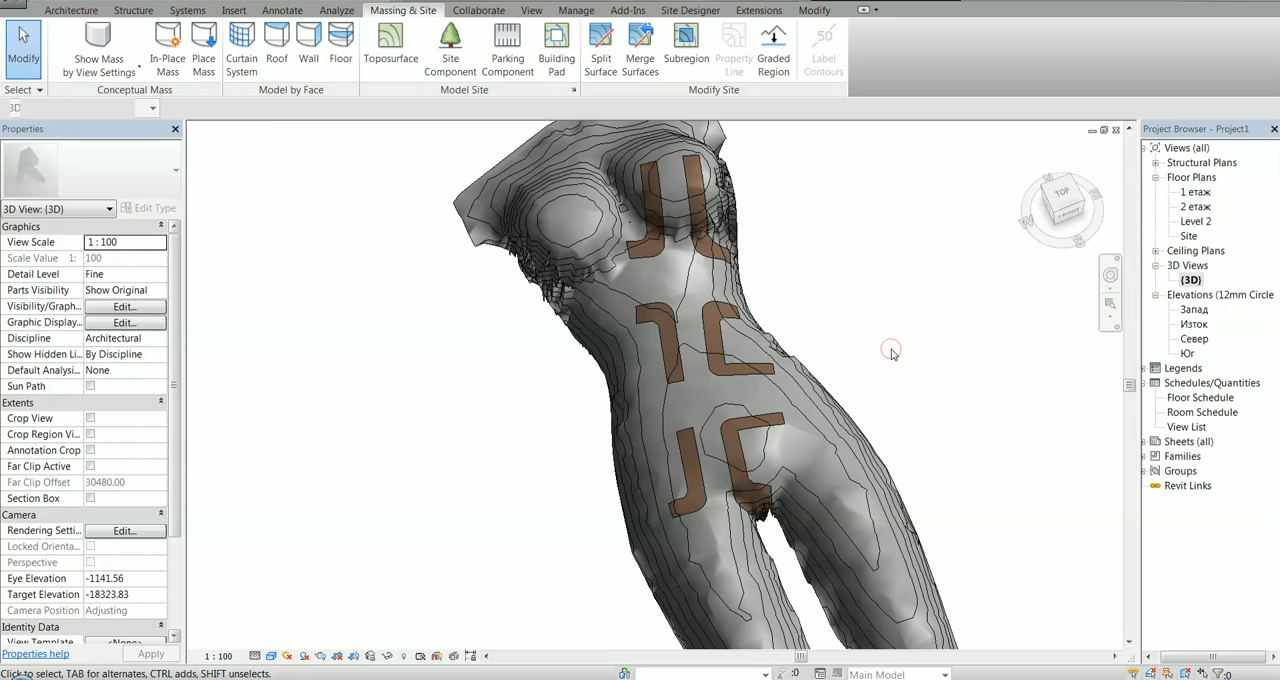 Architecture Structure Systems Insert Annotate Analyze Massing & Site Collaborate View Manage Add-Ins Site Designer Extensions Modify
Modify
Show Mass
by View Settings
In-Place
Mass
Place
Mass
Curtain
System
Roof
Wall
Floor
Toposurface
Site
Component
Parking
Component
Building
Pad
Split
Surface
Merge
Surfaces
Subregion
Property
Line
Graded
Region
50
Label
Contours
Select
Conceptual Mass
Model by Face
Model Site
Modify Site
3D
Properties
3D View: {3D}
Edit Type
Graphics
View Scale 1 : 100
Scale Value 1: 100
Detail Level Fine
Parts Visibility Show Original
Visibility/Graph... Edit...
Graphic Display... Edit...
Discipline Architectural
Show Hidden Li... By Discipline
Default Analysi... None
Sun Path
Extents
Crop View
Crop Region Vi...
Annotation Crop
Far Clip Active
Far Clip Offset 30480.00
Section Box
Camera
Rendering Setti... Edit...
Locked Orienta...
Perspective
Eye Elevation -1141.56
Target Elevation -18323.83
Camera Position Adjusting
Identity Data
View Template <None>
Properties help
Apply
TOP
FRONT
W
S
E
Project Browser - Project1
Views (all)
Structural Plans
Floor Plans
1 етаж
2 етаж
Level 2
Site
Ceiling Plans
3D Views
{3D}
Elevations (12mm Circle
Запад
Изток
Север
Юг
Legends
Schedules/Quantities
Floor Schedule
Room Schedule
View List
Sheets (all)
Families
Groups
Revit Links
1 : 100
Click to select, TAB for alternates, CTRL adds, SHIFT unselects.
:0
Main Model
:0